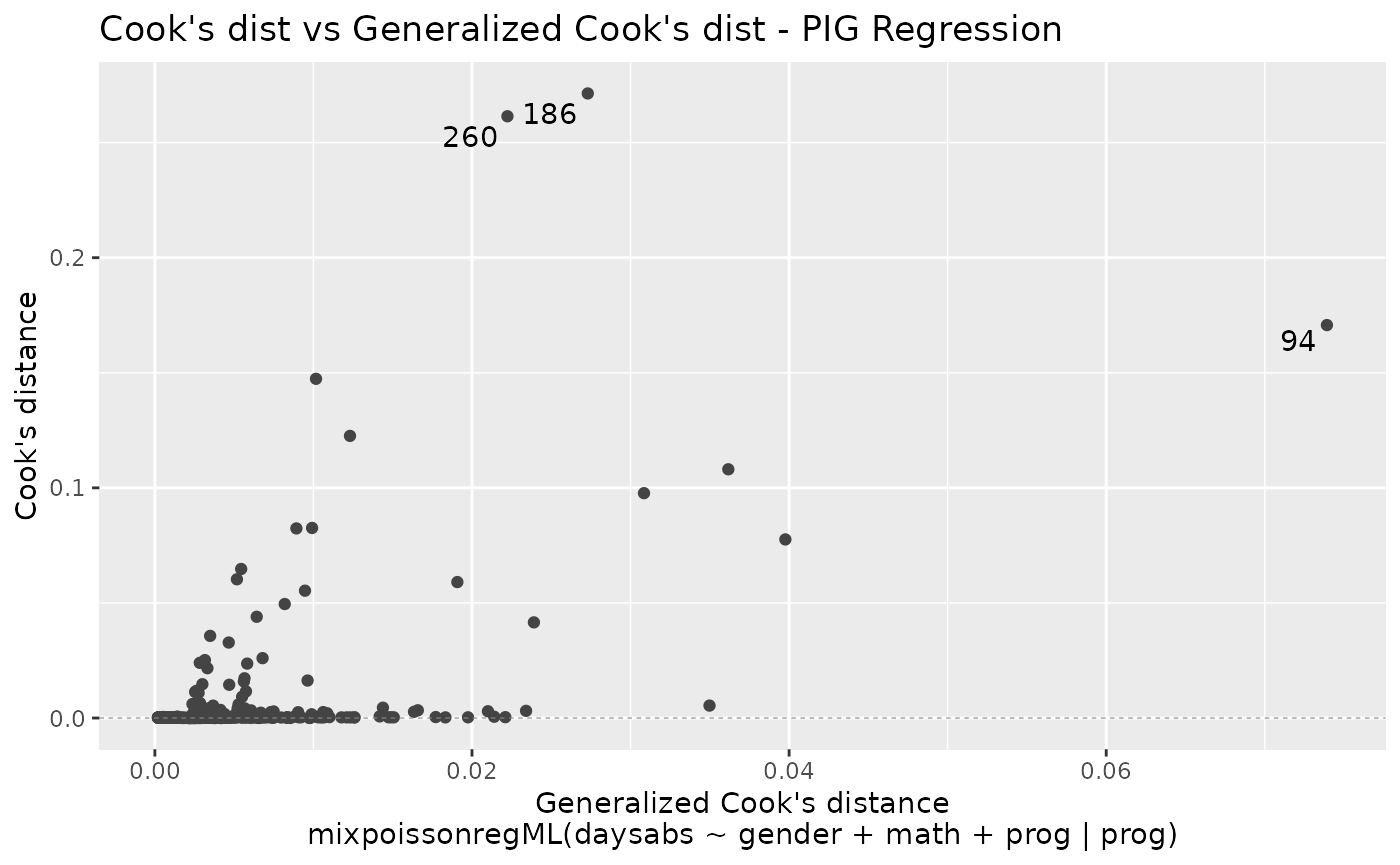 Cook's dist vs Generalized Cook's dist - PIG Regression
186
260
0.2
94
Cook's distance
0.1
0.0
0.00 0.02 0.04 0.06
Generalized Cook's distance
mixpoissonregML(daysabs ~ gender + math + prog | prog)